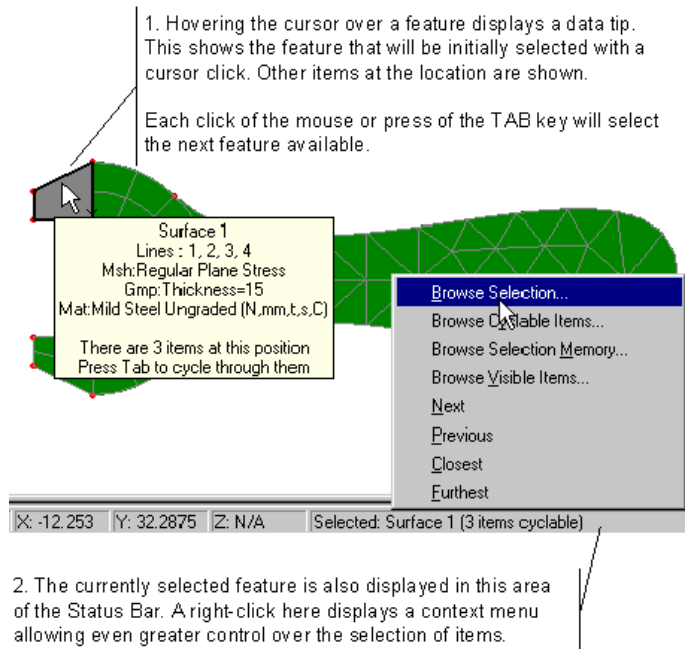 1. Hovering the cursor over a feature displays a data tip.
This shows the feature that will be initially selected with a
cursor click. Other items at the location are shown.
Each click of the mouse or press of the TAB key will select
the next feature available.
Surface 1
Lines : 1, 2, 3, 4
Msh:Regular Plane Stress
Gmp:Thickness=15
Mat:Mild Steel Ungraded (N,mm,t,s,C)
There are 3 items at this position
Press Tab to cycle through them
Browse Selection...
Browse Cyclable Items...
Browse Selection Memory...
Browse Visible Items...
Next
Previous
Closest
Furthest
X: -12.253 Y: 32.2875 Z: N/A Selected: Surface 1 (3 items cyclable)
2. The currently selected feature is also displayed in this area
of the Status Bar. A right-click here displays a context menu
allowing even greater control over the selection of items.